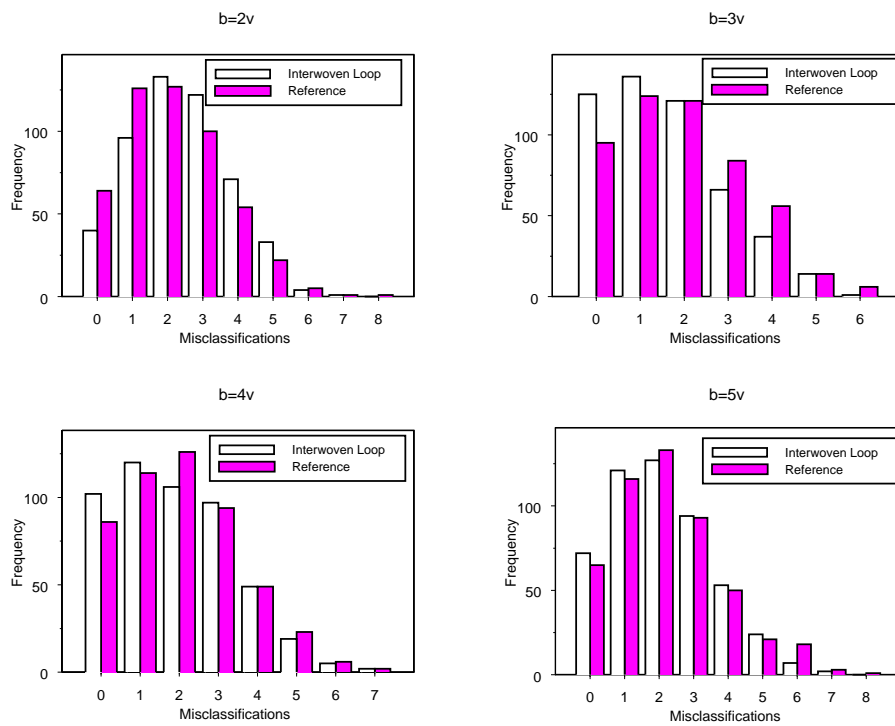 b=2v
Interwoven Loop
Reference
Frequency
100
50
0
0 1 2 3 4 5 6 7 8
Misclassifications
b=3v
Interwoven Loop
Reference
Frequency
100
50
0
0 1 2 3 4 5 6
Misclassifications
b=4v
Interwoven Loop
Reference
Frequency
100
50
0
0 1 2 3 4 5 6 7
Misclassifications
b=5v
Interwoven Loop
Reference
Frequency
100
50
0
0 1 2 3 4 5 6 7 8
Misclassifications